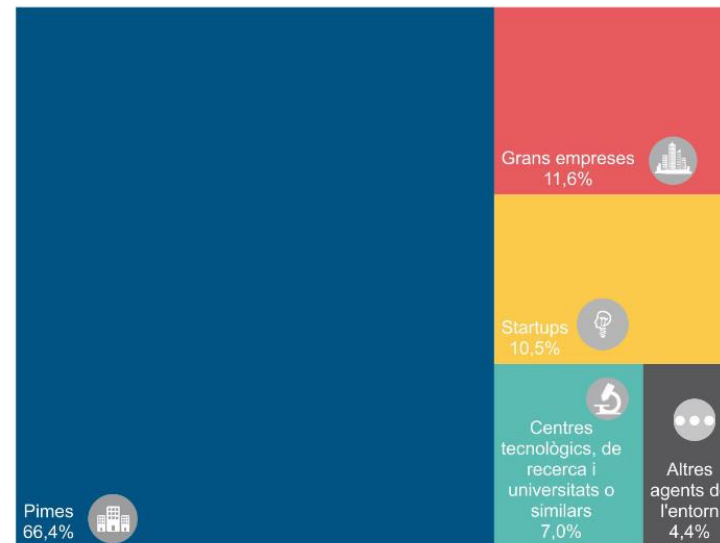 Grans empreses
11,6%
Startups
10,5%
Centres
tecnològics, de
recerca i
universitats o
similars
7,0%
Altres
agents d
l'entorn
4,4%
Pimes
66,4%